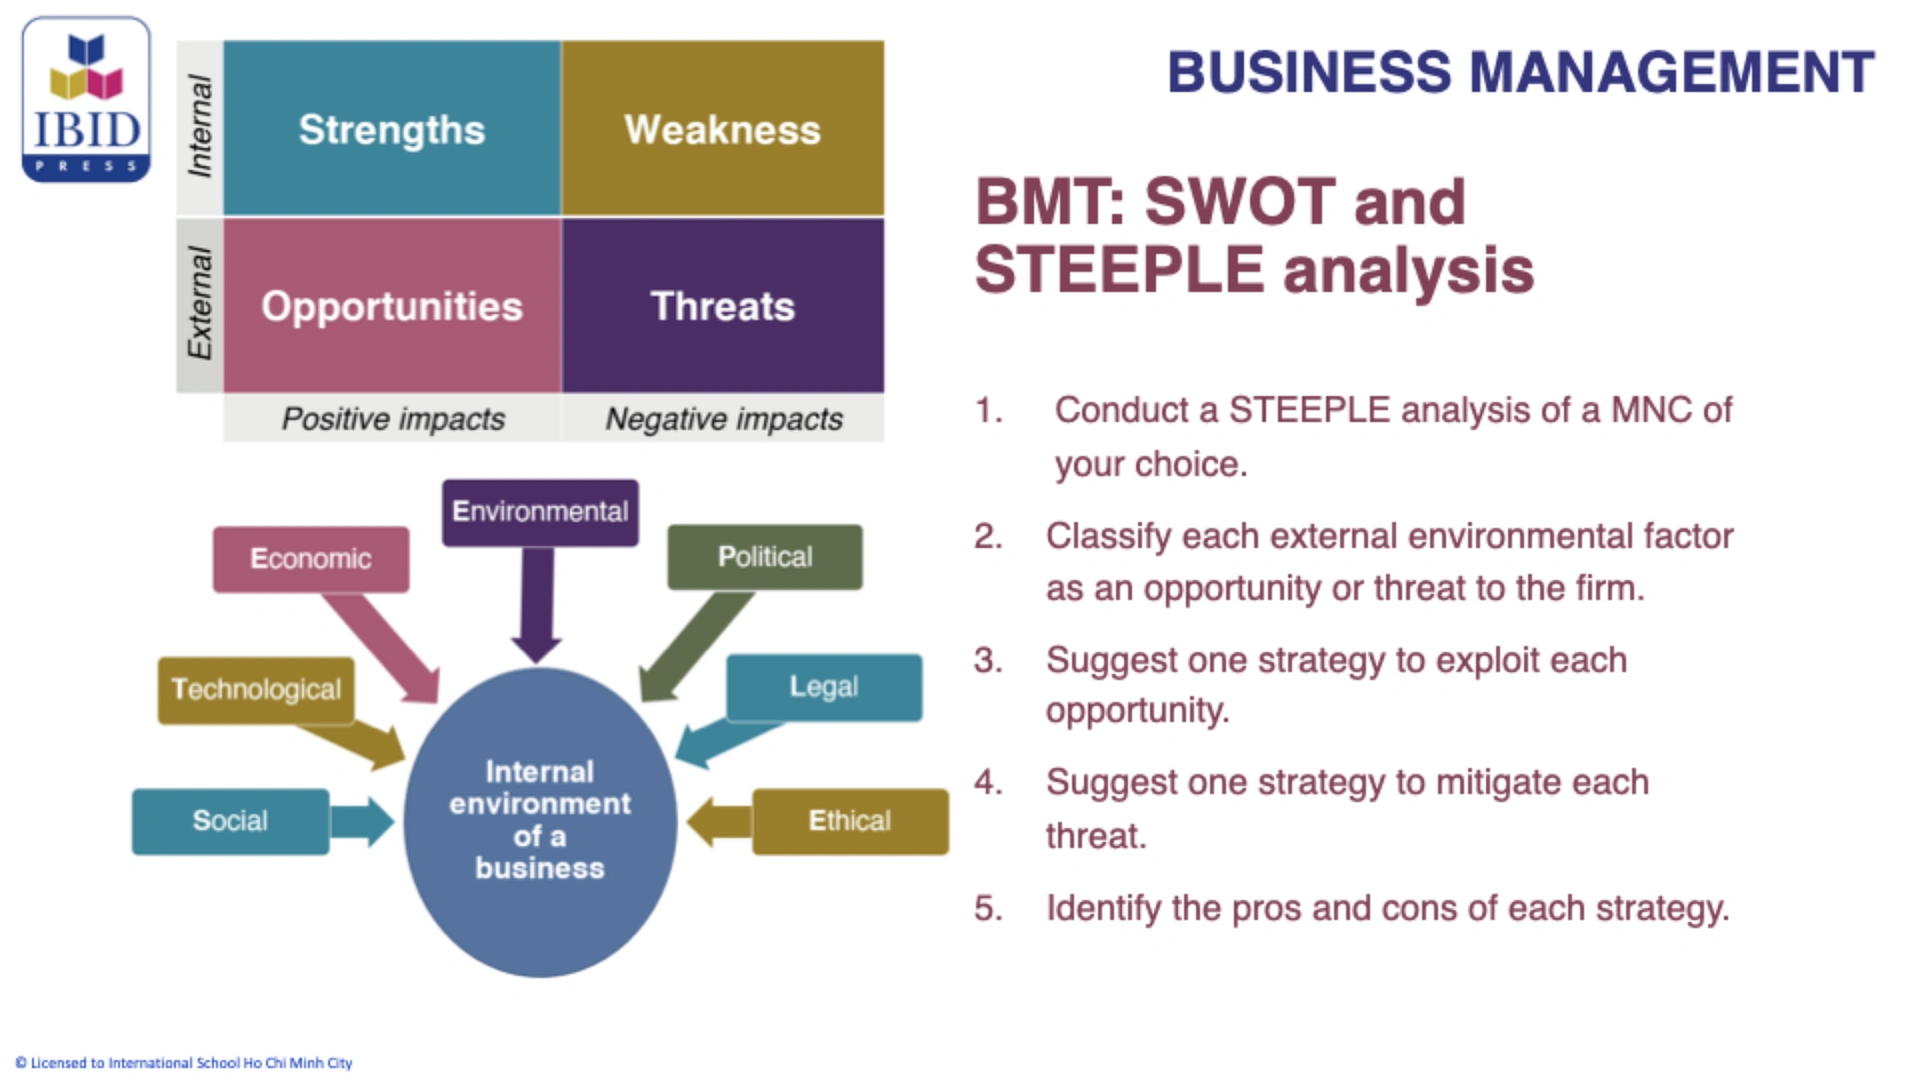 IBID
PRESS
Internal
Strengths
Weakness
External
Opportunities
Threats
Positive impacts
Negative impacts
Environmental
Economic
Political
Technological
Legal
Social
Ethical
Internal
environment
of a
business
BUSINESS MANAGEMENT
BMT: SWOT and
STEEPLE analysis
1. Conduct a STEEPLE analysis of a MNC of
your choice.
2. Classify each external environmental factor
as an opportunity or threat to the firm.
3. Suggest one strategy to exploit each
opportunity.
4. Suggest one strategy to mitigate each
threat.
5. Identify the pros and cons of each strategy.
© Licensed to International School Ho Chi Minh City